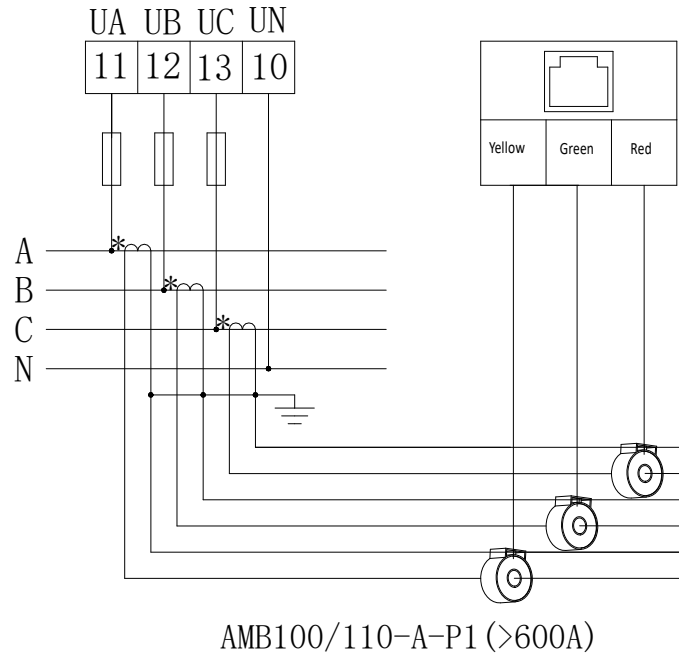 UA UB UC UN
11 12 13 10
Yellow Green Red
A
B
C
N
AMB100/110-A-P1(>600A)